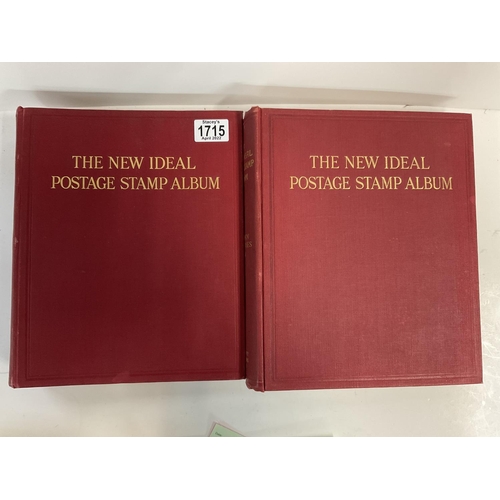 Stacey's
1715
April 2022
THE NEW IDEAL
POSTAGE STAMP ALBUM
THE NEW IDEAL
POSTAGE STAMP ALBUM